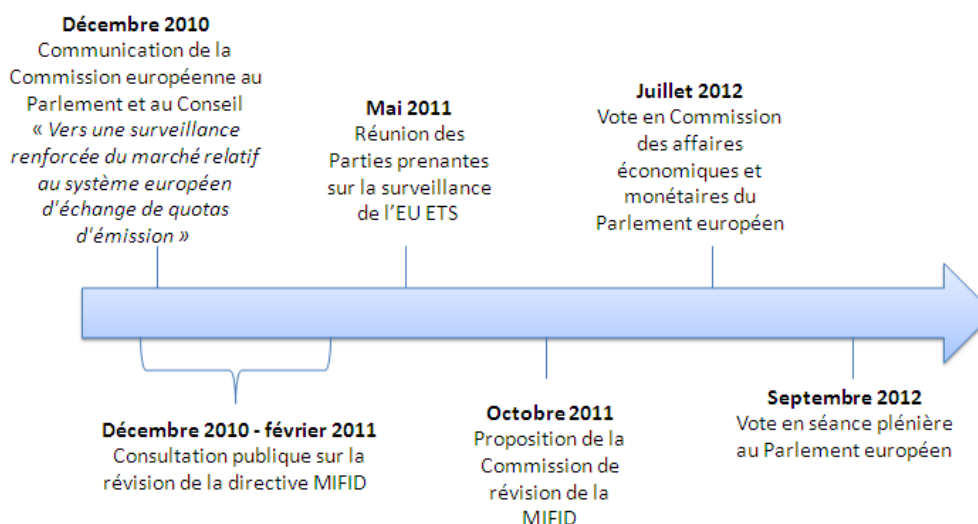 Décembre 2010
Communication de la
Commission européenne au
Parlement et au Conseil
« Vers une surveillance
renforcée du marché relatif
au système européen
d'échange de quotas
d'émission »
Mai 2011
Réunion des
Parties prenantes
sur la surveillance
de l'EU ETS
Juillet 2012
Vote en Commission
des affaires
économiques et
monétaires du
Parlement européen
Décembre 2010 - février 2011
Consultation publique sur la
révision de la directive MIFID
Octobre 2011
Proposition de la
Commission de
révision de la
MIFID
Septembre 2012
Vote en séance plénière
au Parlement européen